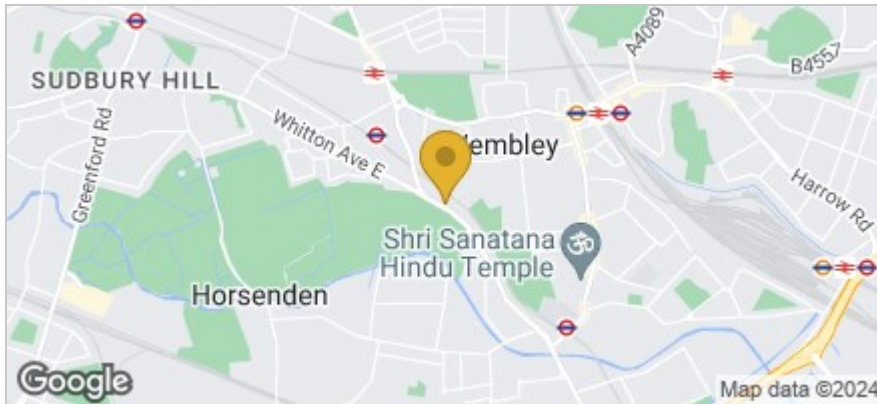 A4089
B4557
SUDBURY HILL
Greenford Rd
Whitton Ave E
embley
Harrow Rd
Shri Sanatana
Hindu Temple
ॐ
Horsenden
Google
Map data ©2024